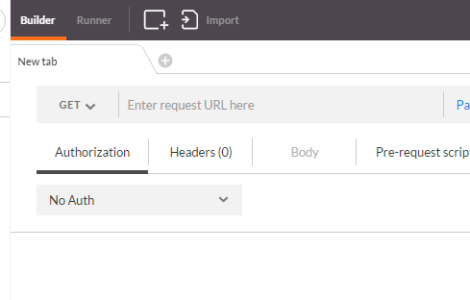 Builder Runner Import
New tab
GET Enter request URL here Pa
Authorization Headers (0) Body Pre-request script
No Auth